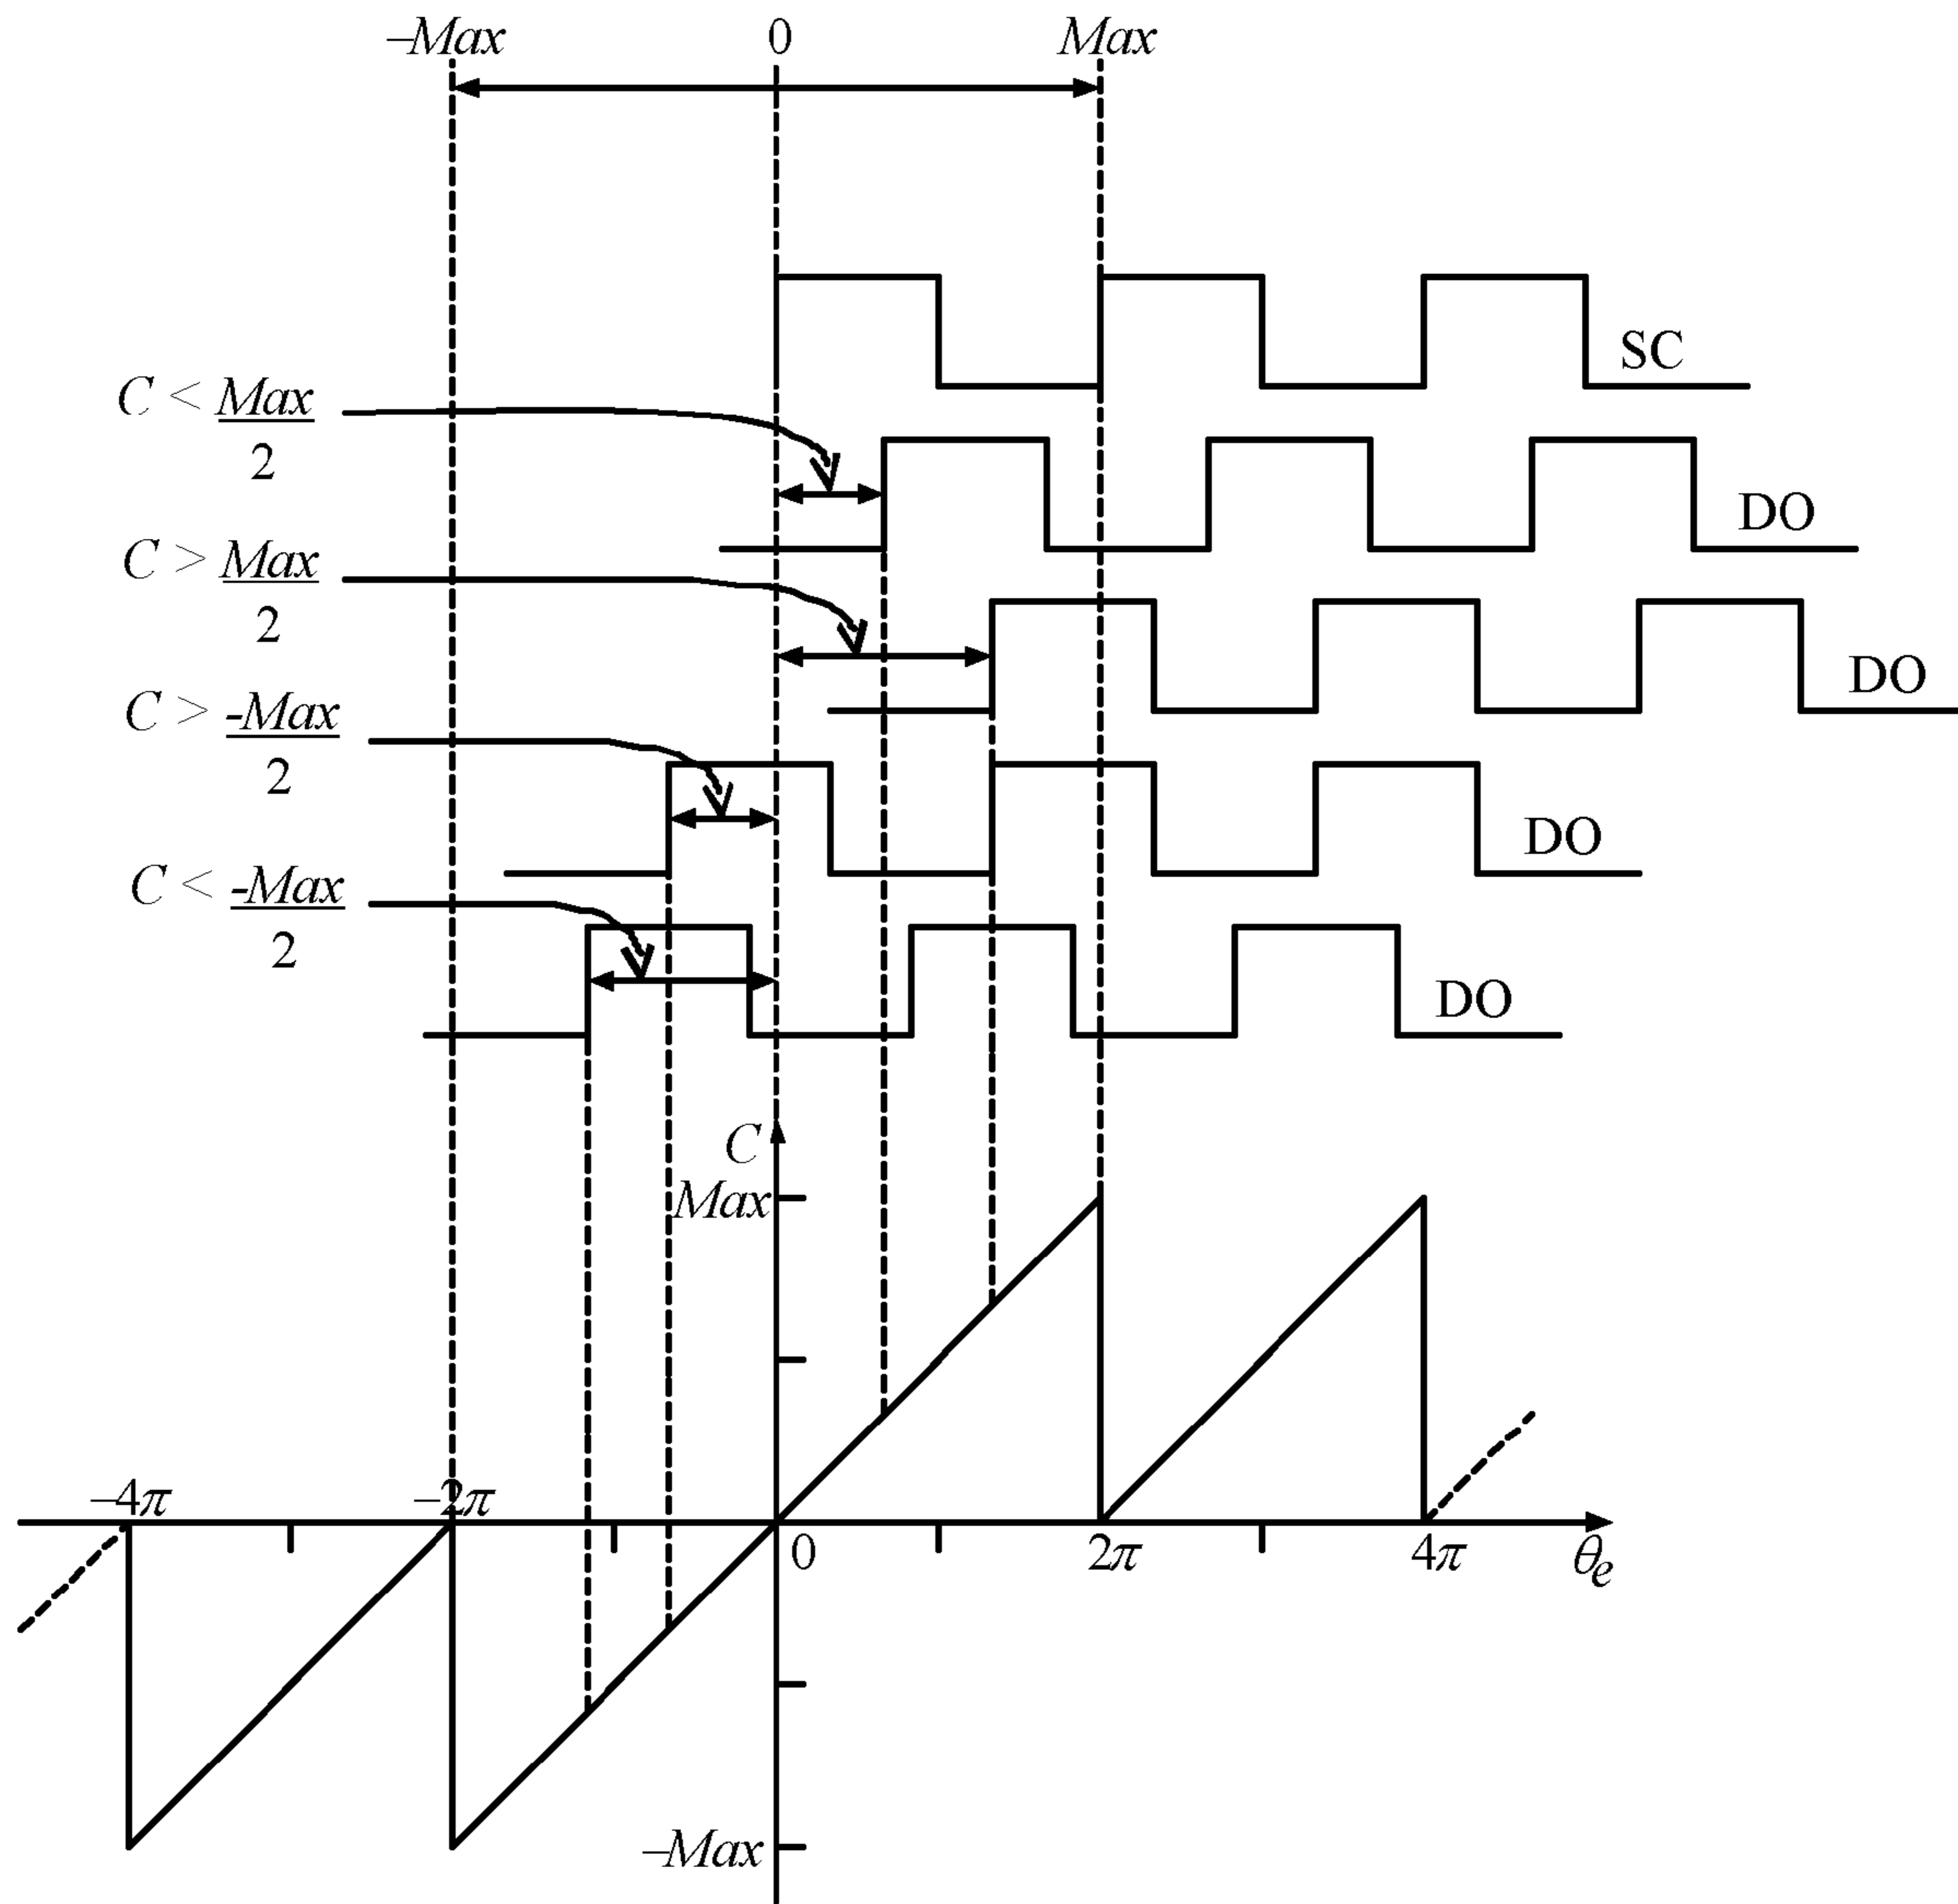 –Max 0 Max
SC
C < Max
2
DO
C > Max
2
DO
C > -Max
2
DO
C < -Max
2
DO
C
Max
–4π –2π
0 2π 4π θe
–Max